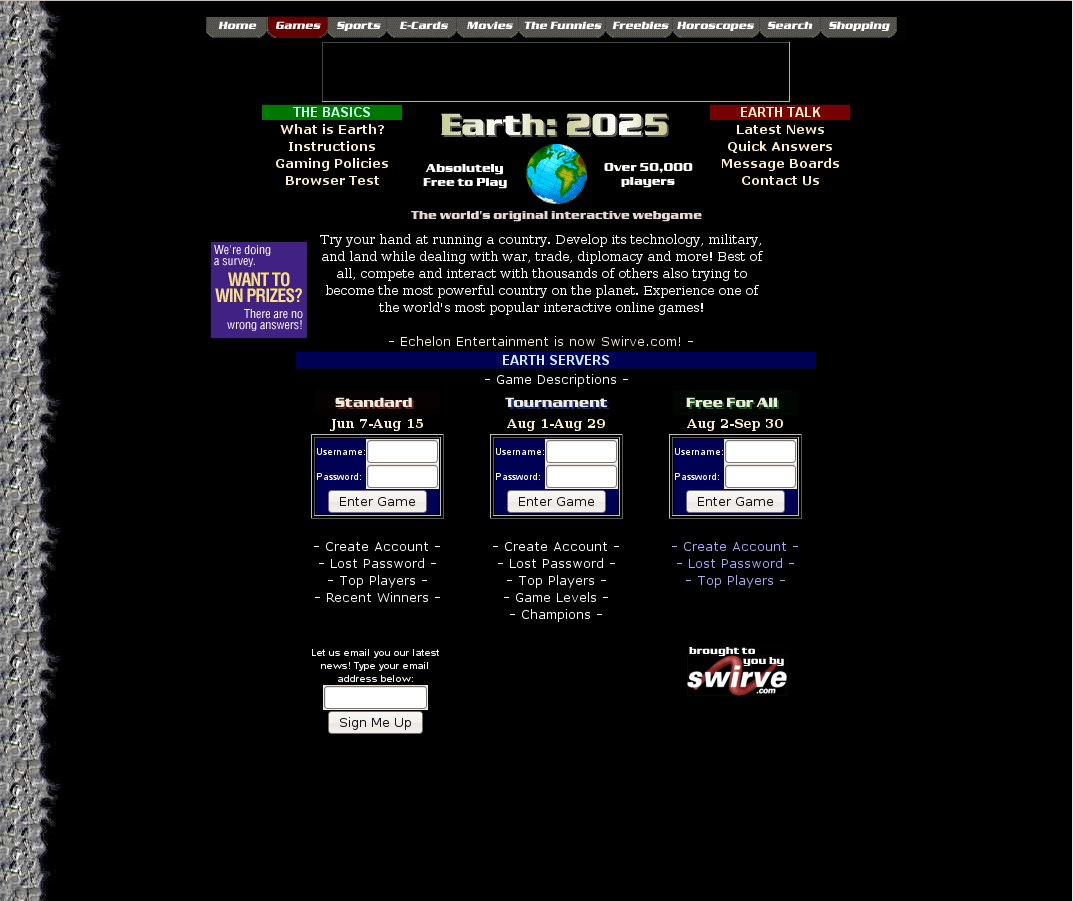 Home Games Sports E-Cards Movies The Funnies Freebies Horoscopes Search Shopping
THE BASICS
What is Earth?
Instructions
Gaming Policies
Browser Test
Earth: 2025
Absolutely
Free to Play
Over 50,000
players
The world's original interactive webgame
EARTH TALK
Latest News
Quick Answers
Message Boards
Contact Us
We're doing
a survey.
WANT TO
WIN PRIZES?
There are no
wrong answers!
Try your hand at running a country. Develop its technology, military,
and land while dealing with war, trade, diplomacy and more! Best of
all, compete and interact with thousands of others also trying to
become the most powerful country on the planet. Experience one of
the world's most popular interactive online games!
- Echelon Entertainment is now Swirve.com! -
EARTH SERVERS
- Game Descriptions -
Standard
Jun 7-Aug 15
Username:
Password:
Enter Game
- Create Account -
- Lost Password -
- Top Players -
- Recent Winners -
Tournament
Aug 1-Aug 29
Username:
Password:
Enter Game
- Create Account -
- Lost Password -
- Top Players -
- Game Levels -
- Champions -
Free For All
Aug 2-Sep 30
Username:
Password:
Enter Game
- Create Account -
- Lost Password -
- Top Players -
Let us email you our latest
news! Type your email
address below:
Sign Me Up
brought to
you by
swirve
.com